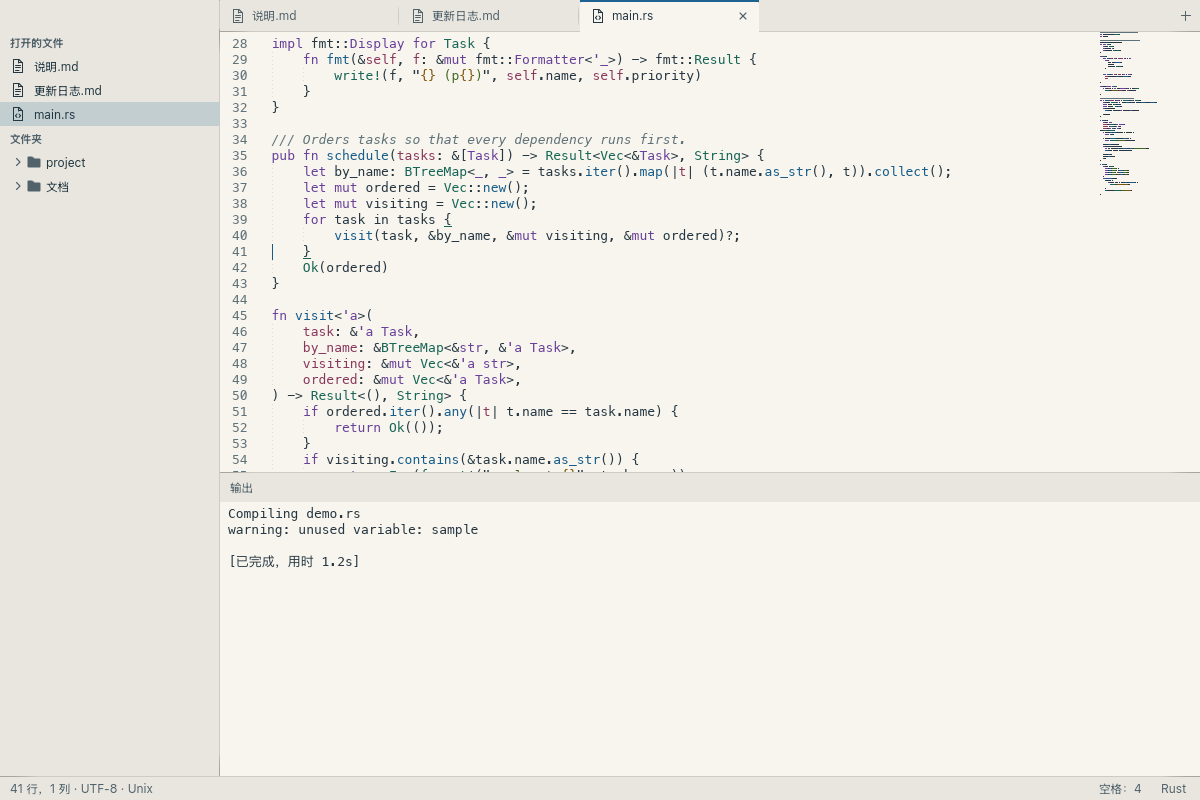 说明.md
更新日志.md
main.rs
打开的文件
说明.md
更新日志.md
main.rs
文件夹
project
文档
28 impl fmt::Display for Task {
29     fn fmt(&self, f: &mut fmt::Formatter<'_>) -> fmt::Result {
30         write!(f, "{} (p{})", self.name, self.priority)
31     }
32 }
33
34 /// Orders tasks so that every dependency runs first.
35 pub fn schedule(tasks: &[Task]) -> Result<Vec<&Task>, String> {
36     let by_name: BTreeMap<_, _> = tasks.iter().map(|t| (t.name.as_str(), t)).collect();
37     let mut ordered = Vec::new();
38     let mut visiting = Vec::new();
39     for task in tasks {
40         visit(task, &by_name, &mut visiting, &mut ordered)?;
41     }
42     Ok(ordered)
43 }
44
45 fn visit<'a>(
46     task: &'a Task,
47     by_name: &BTreeMap<&str, &'a Task>,
48     visiting: &mut Vec<&'a str>,
49     ordered: &mut Vec<&'a Task>,
50 ) -> Result<(), String> {
51     if ordered.iter().any(|t| t.name == task.name) {
52         return Ok(());
53     }
54     if visiting.contains(&task.name.as_str()) {
输出
Compiling demo.rs
warning: unused variable: sample
[已完成，用时 1.2s]
41 行，1 列 · UTF-8 · Unix
空格：4
Rust